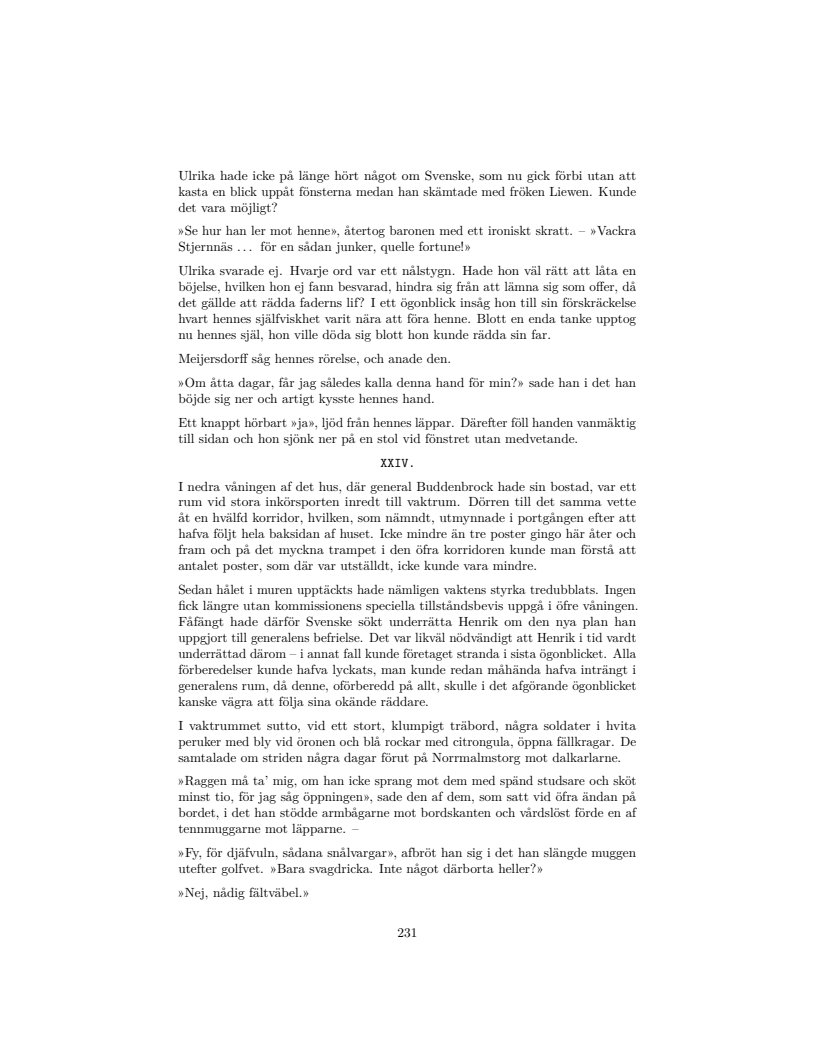 Ulrika hade icke på länge hört något om Svenske, som nu gick förbi utan att
kasta en blick uppåt fönsterna medan han skämtade med fröken Liewen. Kunde
det vara möjligt?
»Se hur han ler mot henne», återtog baronen med ett ironiskt skratt. – »Vackra
Stjernnäs ... för en sådan junker, quelle fortune!»
Ulrika svarade ej. Hvarje ord var ett nålstygn. Hade hon väl rätt att låta en
böjelse, hvilken hon ej fann besvarad, hindra sig från att lämna sig som offer, då
det gällde att rädda faderns lif? I ett ögonblick insåg hon till sin förskräckelse
hvart hennes själfviskhet varit nära att föra henne. Blott en enda tanke upptog
nu hennes själ, hon ville döda sig blott hon kunde rädda sin far.
Meijersdorff såg hennes rörelse, och anade den.
»Om åtta dagar, får jag således kalla denna hand för min?» sade han i det han
böjde sig ner och artigt kysste hennes hand.
Ett knappt hörbart »ja», ljöd från hennes läppar. Därefter föll handen vanmäktig
till sidan och hon sjönk ner på en stol vid fönstret utan medvetande.
XXIV.
I nedra våningen af det hus, där general Buddenbrock hade sin bostad, var ett
rum vid stora inkörsporten inredt till vaktrum. Dörren till det samma vette
åt en hvälfd korridor, hvilken, som nämndt, utmynnade i portgången efter att
hafva följt hela baksidan af huset. Icke mindre än tre poster gingo här åter och
fram och på det myckna trampet i den öfra korridoren kunde man förstå att
antalet poster, som där var utställdt, icke kunde vara mindre.
Sedan hålet i muren upptäckts hade nämligen vaktens styrka tredubblats. Ingen
fick längre utan kommissionens speciella tillståndsbevis uppgå i öfre våningen.
Fåfängt hade därför Svenske sökt underrätta Henrik om den nya plan han
uppgjort till generalens befrielse. Det var likväl nödvändigt att Henrik i tid vardt
underrättad därom – i annat fall kunde företaget stranda i sista ögonblicket. Alla
förberedelser kunde hafva lyckats, man kunde redan måhända hafva inträngt i
generalens rum, då denne, oförberedd på allt, skulle i det afgörande ögonblicket
kanske vägra att följa sina okände räddare.
I vaktrummet sutto, vid ett stort, klumpigt träbord, några soldater i hvita
peruker med bly vid öronen och blå rockar med citrongula, öppna fällkragar. De
samtalade om striden några dagar förut på Norrmalmstorg mot dalkarlarne.
»Raggen må ta’ mig, om han icke sprang mot dem med spänd studsare och sköt
minst tio, för jag såg öppningen», sade den af dem, som satt vid öfra ändan på
bordet, i det han stödde armbågarne mot bordskanten och vårdslöst förde en af
tennmuggarne mot läpparne. –
»Fy, för djäfvuln, sådana snålvargar», afbröt han sig i det han slängde muggen
utefter golfvet. »Bara svagdricka. Inte något därborta heller?»
»Nej, nådig fältväbel.»
231